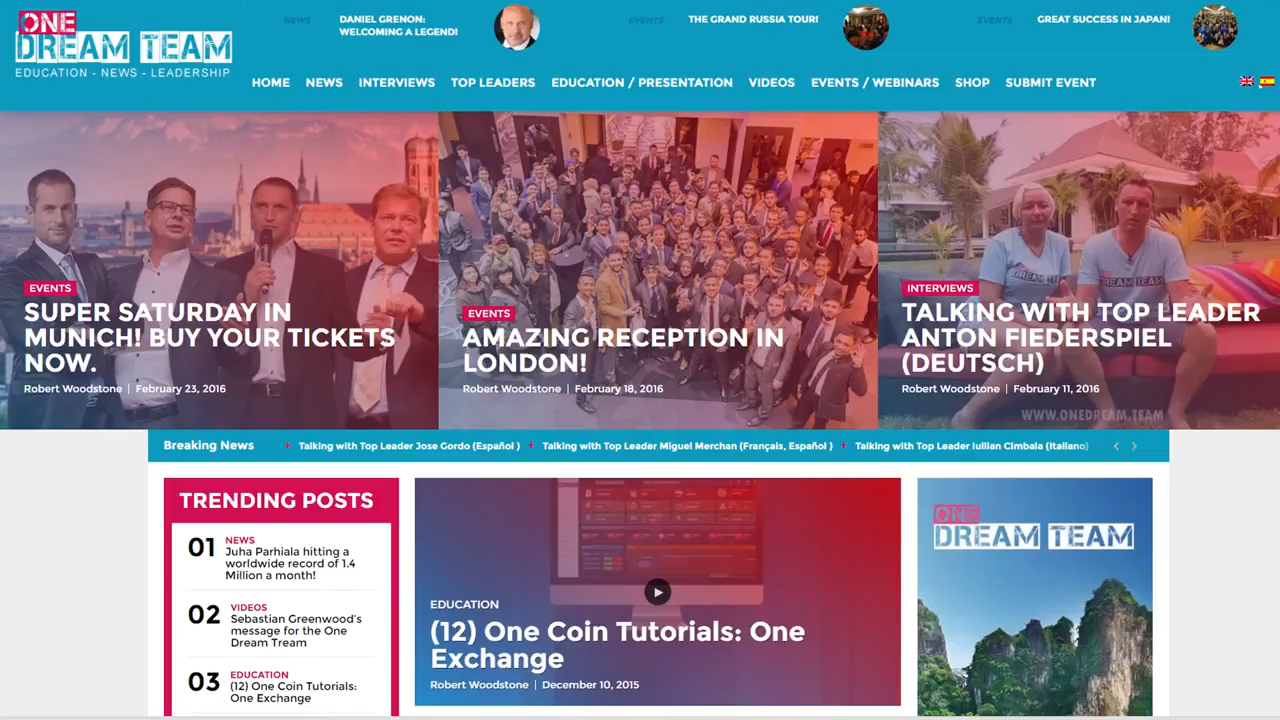 ONE
DREAM TEAM
EDUCATION - NEWS - LEADERSHIP
NEWS
DANIEL GRENON:
WELCOMING A LEGEND!
EVENTS
THE GRAND RUSSIA TOUR!
EVENTS
GREAT SUCCESS IN JAPAN!
HOME
NEWS
INTERVIEWS
TOP LEADERS
EDUCATION / PRESENTATION
VIDEOS
EVENTS / WEBINARS
SHOP
SUBMIT EVENT
EVENTS
SUPER SATURDAY IN
MUNICH! BUY YOUR TICKETS
NOW.
Robert Woodstone | February 23, 2016
EVENTS
AMAZING RECEPTION IN
LONDON!
Robert Woodstone | February 18, 2016
DREAM TEAM
DREAM TEAM
INTERVIEWS
TALKING WITH TOP LEADER
ANTON FIEDERSPIEL
(DEUTSCH)
Robert Woodstone | February 11, 2016
WWW.ONEDREAM.TEAM
Breaking News
+ Talking with Top Leader Jose Gordo (Español )
+ Talking with Top Leader Miguel Merchan (Français, Español )
+ Talking with Top Leader Iullian Cimbala (Italiano)
TRENDING POSTS
01
NEWS
Juha Parhiala hitting a
worldwide record of 1.4
Million a month!
02
VIDEOS
Sebastian Greenwood's
message for the One
Dream Tream
03
EDUCATION
(12) One Coin Tutorials:
One Exchange
EDUCATION
(12) One Coin Tutorials: One
Exchange
Robert Woodstone | December 10, 2015
ONE
DREAM TEAM